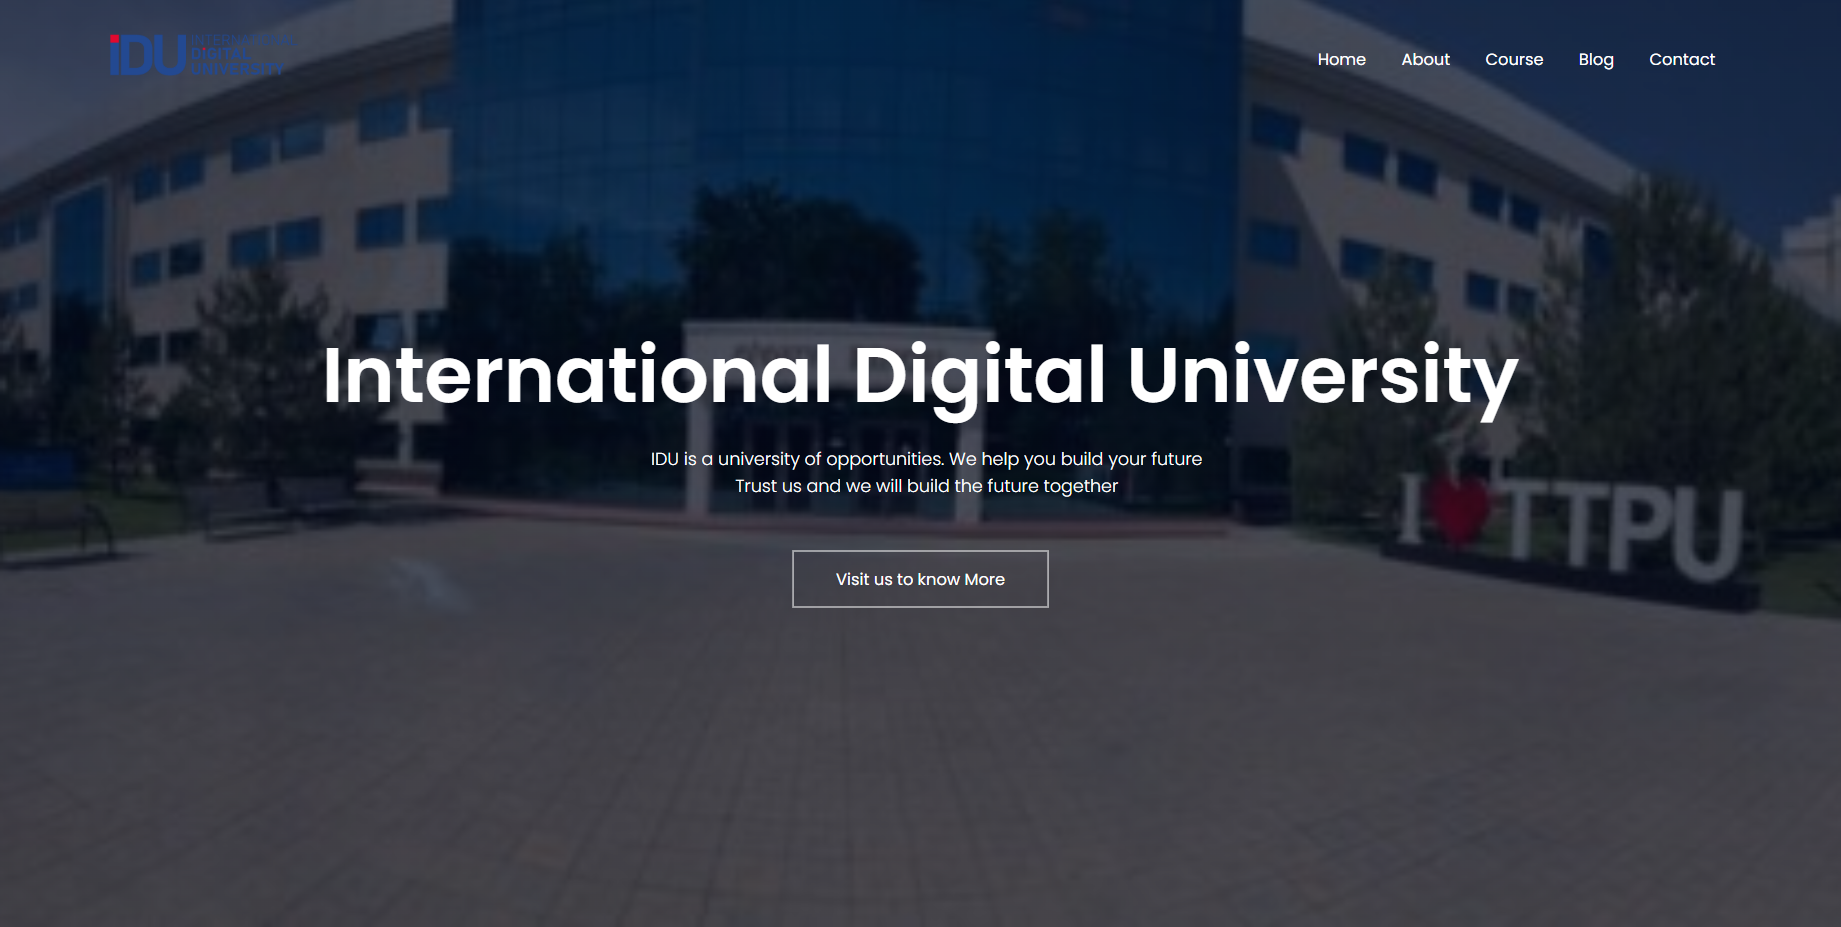 iDU
INTERNATIONAL
DIGITAL
UNIVERSITY
Home About Course Blog Contact
International Digital University
IDU is a university of opportunities. We help you build your future
Trust us and we will build the future together
Visit us to know More
I ❤ TTPU